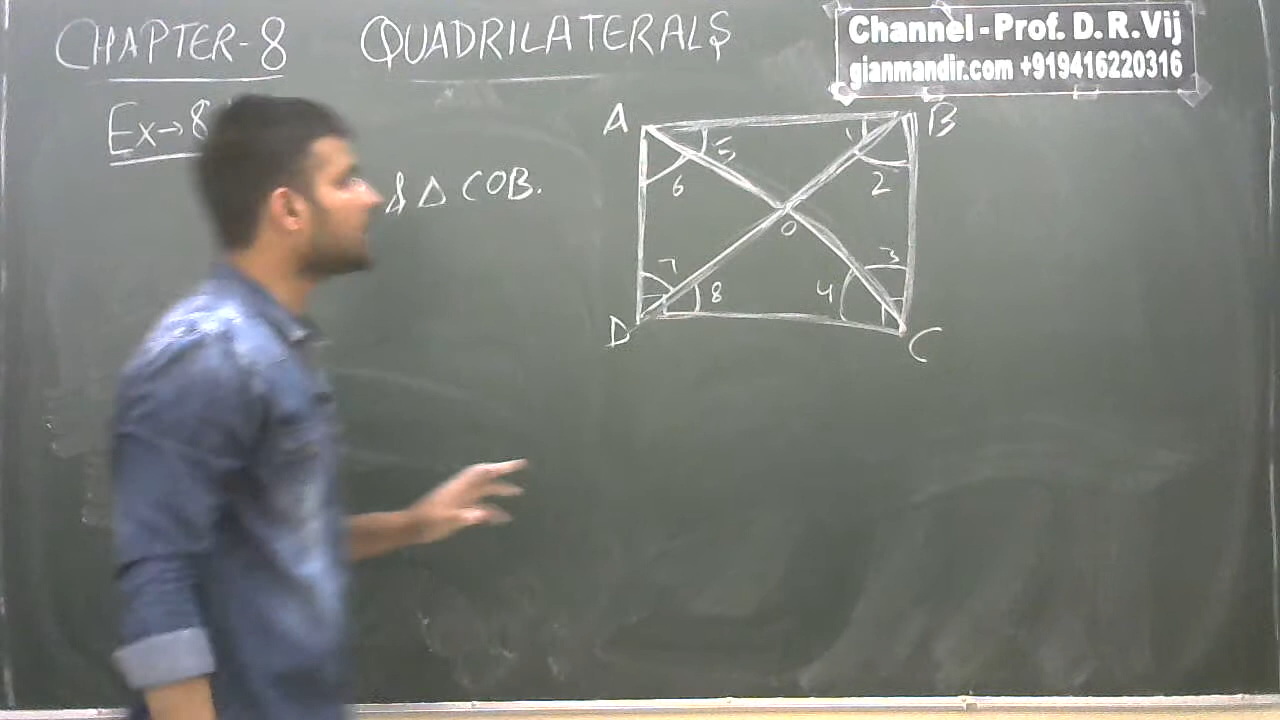 CHAPTER-8 QUADRILATERALS
Channel - Prof. D. R. Vij
gianmandir.com +919416220316
Ex→8
& Δ COB.
A
B
5
1
6
2
O
7
3
8
4
D
C